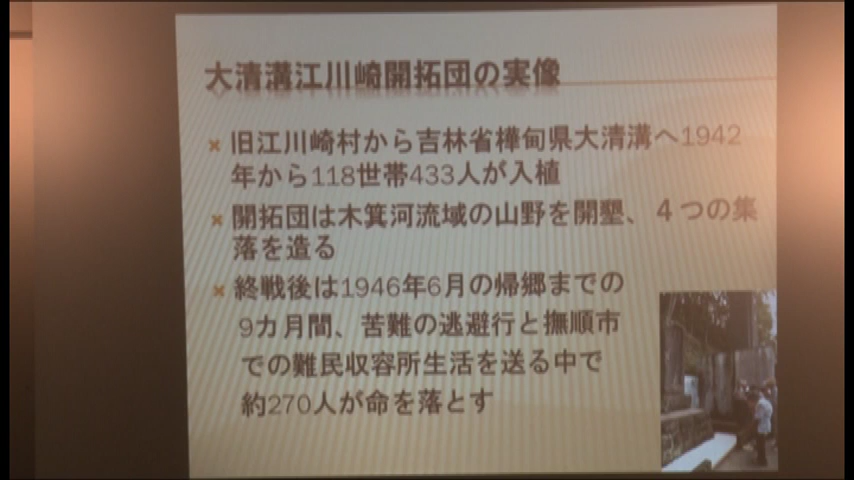 大清溝江川崎開拓団の実像
旧江川崎村から吉林省樺甸県大清溝へ1942
年から118世帯433人が入植
開拓団は木箕河流域の山野を開墾、4つの集
落を造る
終戦後は1946年6月の帰郷までの
9カ月間、苦難の逃避行と撫順市
での難民収容所生活を送る中で
約270人が命を落とす